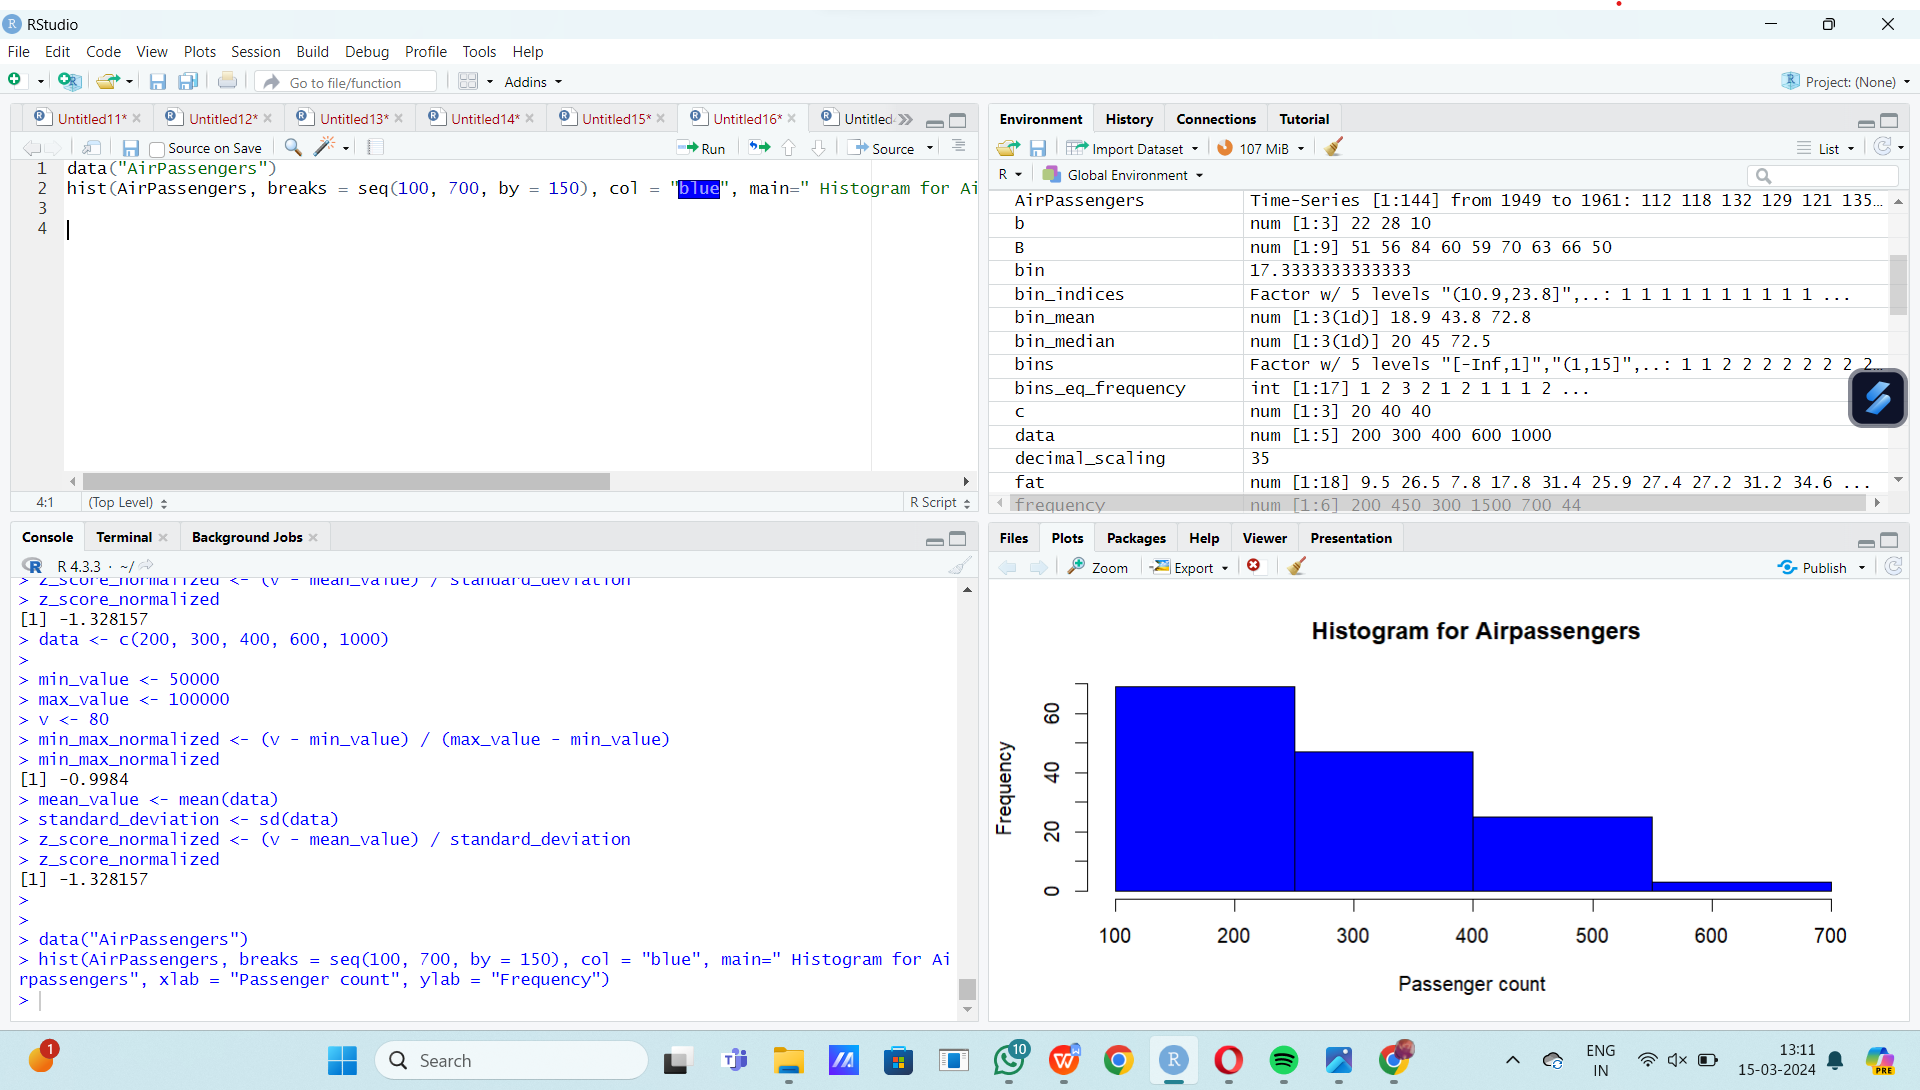 RStudio
File Edit Code View Plots Session Build Debug Profile Tools Help
Go to file/function Addins Project: (None)
Untitled11* Untitled12* Untitled13* Untitled14* Untitled15* Untitled16* Untitled
Source on Save Run Source
1 data("AirPassengers")
2 hist(AirPassengers, breaks = seq(100, 700, by = 150), col = "blue", main=" Histogram for Ai
3
4
4:1 (Top Level) R Script
Environment History Connections Tutorial
Import Dataset 107 MiB List
R Global Environment
AirPassengers Time-Series [1:144] from 1949 to 1961: 112 118 132 129 121 135…
b num [1:3] 22 28 10
B num [1:9] 51 56 84 60 59 70 63 66 50
bin 17.3333333333333
bin_indices Factor w/ 5 levels "(10.9,23.8]",..: 1 1 1 1 1 1 1 1 1 1 ...
bin_mean num [1:3(1d)] 18.9 43.8 72.8
bin_median num [1:3(1d)] 20 45 72.5
bins Factor w/ 5 levels "[-Inf,1]","(1,15]",..: 1 1 2 2 2 2 2 2 2 2…
bins_eq_frequency int [1:17] 1 2 3 2 1 2 1 1 1 2 ...
c num [1:3] 20 40 40
data num [1:5] 200 300 400 600 1000
decimal_scaling 35
fat num [1:18] 9.5 26.5 7.8 17.8 31.4 25.9 27.4 27.2 31.2 34.6 ...
frequency num [1:6] 200 450 300 1500 700 44
Console Terminal Background Jobs
R 4.3.3 · ~/
> z_score_normalized <- (v - mean_value) / standard_deviation
> z_score_normalized
[1] -1.328157
> data <- c(200, 300, 400, 600, 1000)
>
> min_value <- 50000
> max_value <- 100000
> v <- 80
> min_max_normalized <- (v - min_value) / (max_value - min_value)
> min_max_normalized
[1] -0.9984
> mean_value <- mean(data)
> standard_deviation <- sd(data)
> z_score_normalized <- (v - mean_value) / standard_deviation
> z_score_normalized
[1] -1.328157
>
>
> data("AirPassengers")
> hist(AirPassengers, breaks = seq(100, 700, by = 150), col = "blue", main=" Histogram for Ai
rpassengers", xlab = "Passenger count", ylab = "Frequency")
>
Files Plots Packages Help Viewer Presentation
Zoom Export Publish
Histogram for Airpassengers
Frequency
60
40
20
0
100 200 300 400 500 600 700
Passenger count
1 Search 10 ENG IN 13:11 15-03-2024 PRE